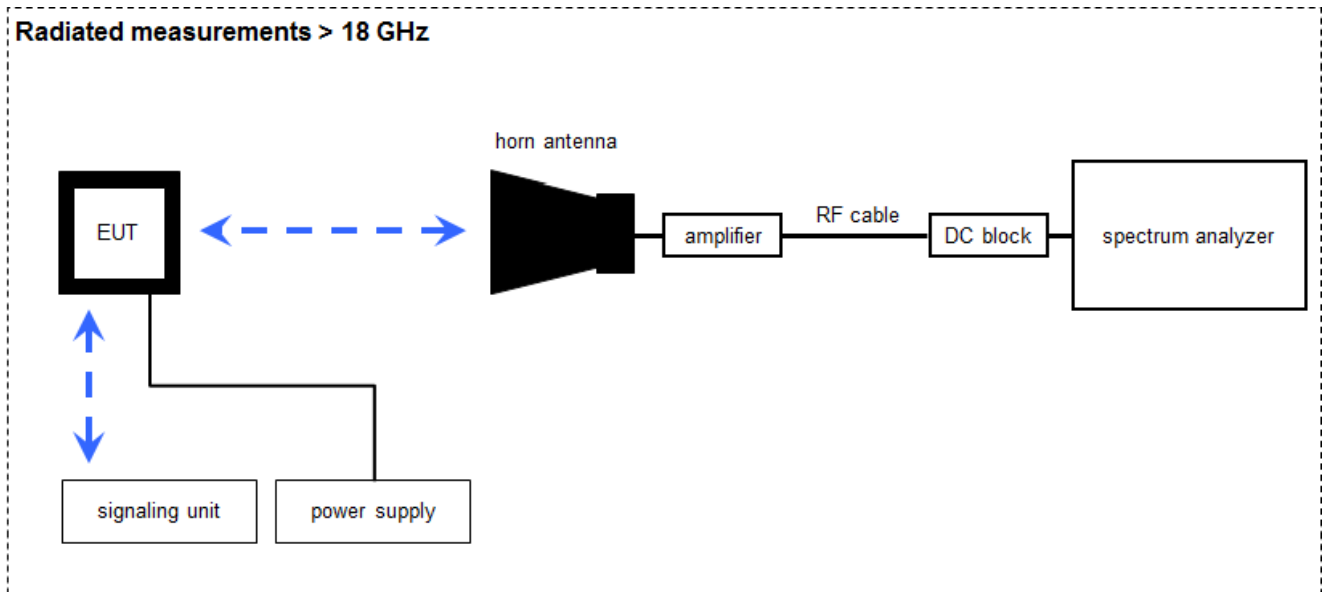 Radiated measurements > 18 GHz
horn antenna
EUT
amplifier
RF cable
DC block
spectrum analyzer
signaling unit
power supply